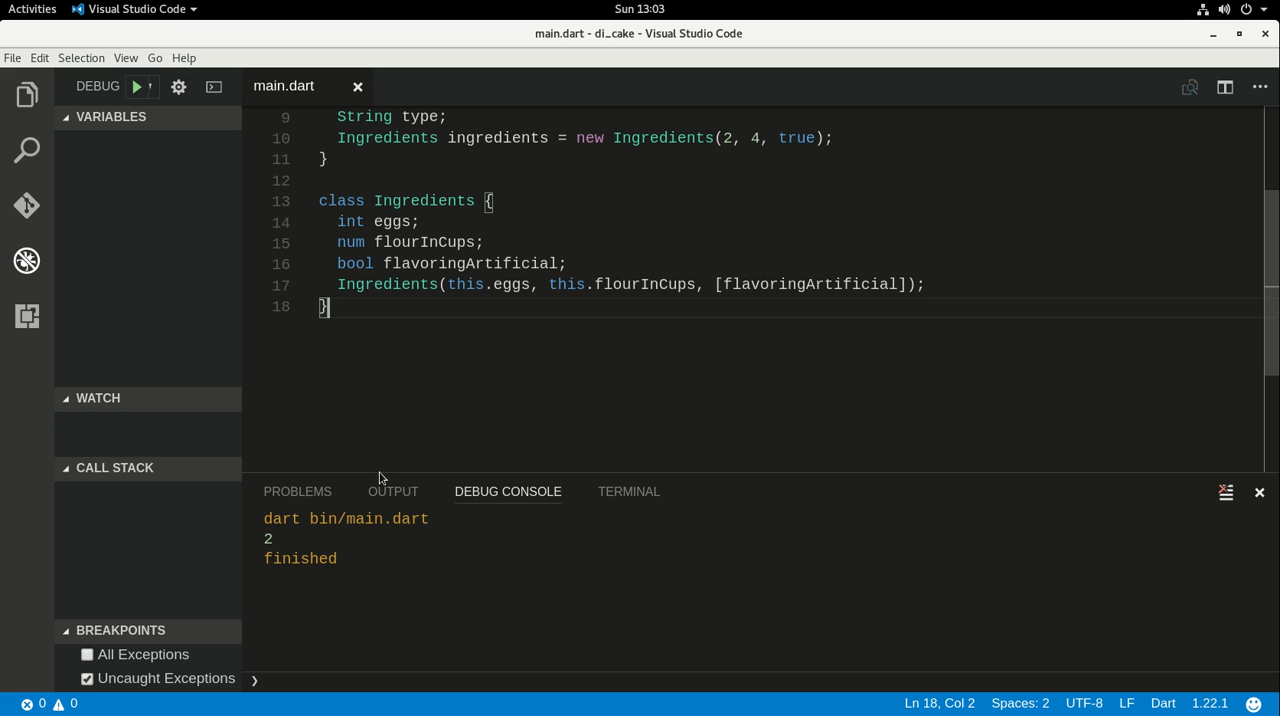 Activities Visual Studio Code Sun 13:03
main.dart - di_cake - Visual Studio Code
File Edit Selection View Go Help
DEBUG main.dart
VARIABLES
9 String type;
10 Ingredients ingredients = new Ingredients(2, 4, true);
11 }
12
13 class Ingredients {
14 int eggs;
15 num flourInCups;
16 bool flavoringArtificial;
17 Ingredients(this.eggs, this.flourInCups, [flavoringArtificial]);
18 }
WATCH
CALL STACK
BREAKPOINTS
All Exceptions
Uncaught Exceptions
PROBLEMS OUTPUT DEBUG CONSOLE TERMINAL
dart bin/main.dart
2
finished
❯
0 0 Ln 18, Col 2 Spaces: 2 UTF-8 LF Dart 1.22.1